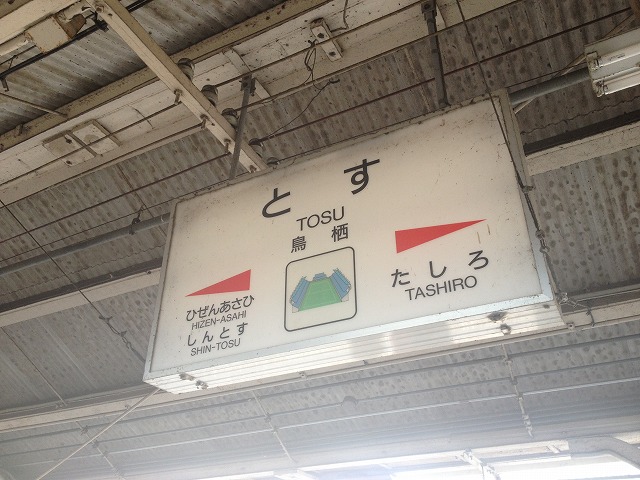 とす
TOSU
鳥栖
ひぜんあさひ
HIZEN-ASAHI
しんとす
SHIN-TOSU
たしろ
TASHIRO